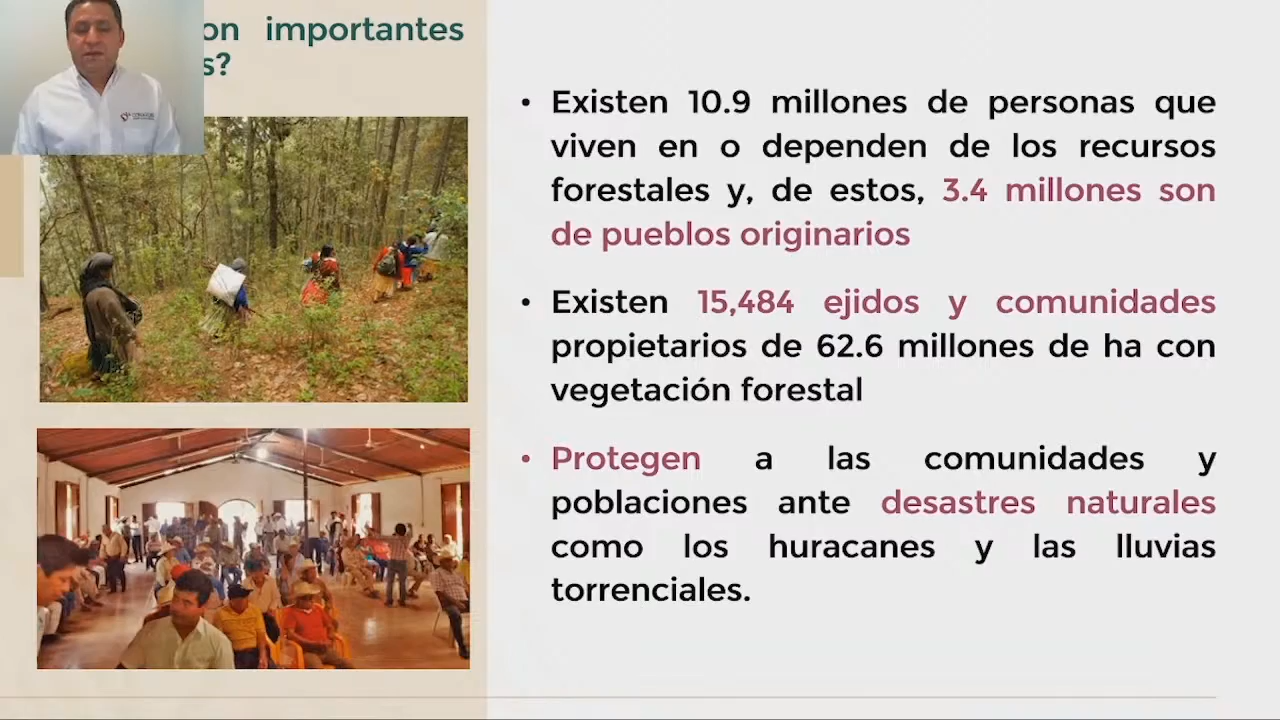 on importantes
s?
• Existen 10.9 millones de personas que
viven en o dependen de los recursos
forestales y, de estos, 3.4 millones son
de pueblos originarios
• Existen 15,484 ejidos y comunidades
propietarios de 62.6 millones de ha con
vegetación forestal
• Protegen a las comunidades y
poblaciones ante desastres naturales
como los huracanes y las lluvias
torrenciales.